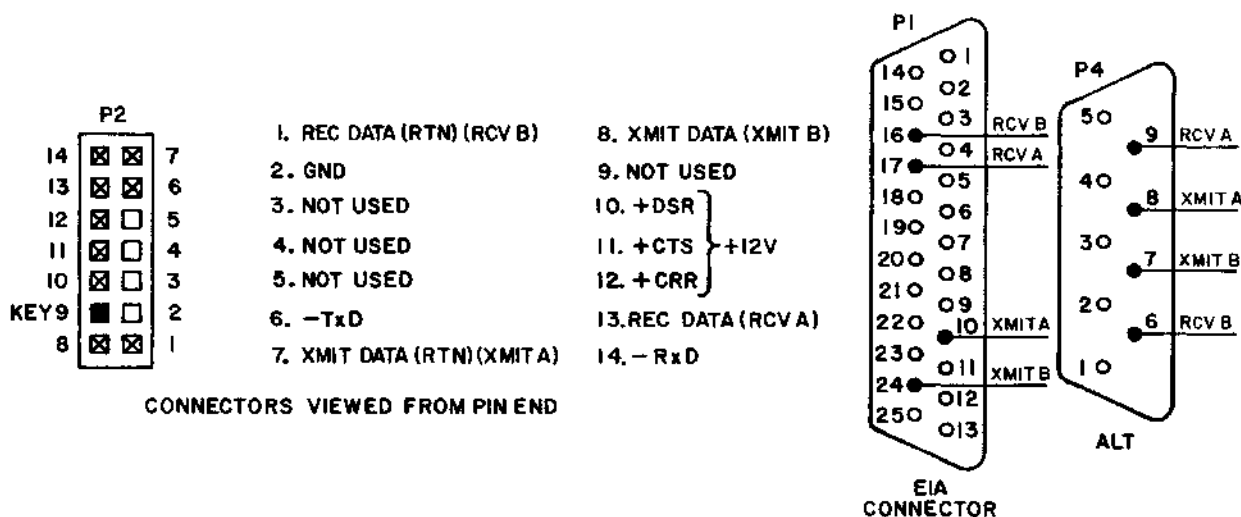 P2
14 7
13 6
12 5
11 4
10 3
KEY 9 2
8 1
1. REC DATA (RTN) (RCV B)
2. GND
3. NOT USED
4. NOT USED
5. NOT USED
6. -TxD
7. XMIT DATA (RTN) (XMIT A)
8. XMIT DATA (XMIT B)
9. NOT USED
10. +DSR
11. +CTS
12. +CRR
+12V
13. REC DATA (RCV A)
14. -RxD
CONNECTORS VIEWED FROM PIN END
P1
1
14
2
15
3
16 RCV B
4
17 RCV A
5
18
6
19
7
20
8
21
9
22
10 XMIT A
23
11
24 XMIT B
12
25
13
EIA
CONNECTOR
P4
5
9 RCV A
4
8 XMIT A
3
7 XMIT B
2
6 RCV B
1
ALT